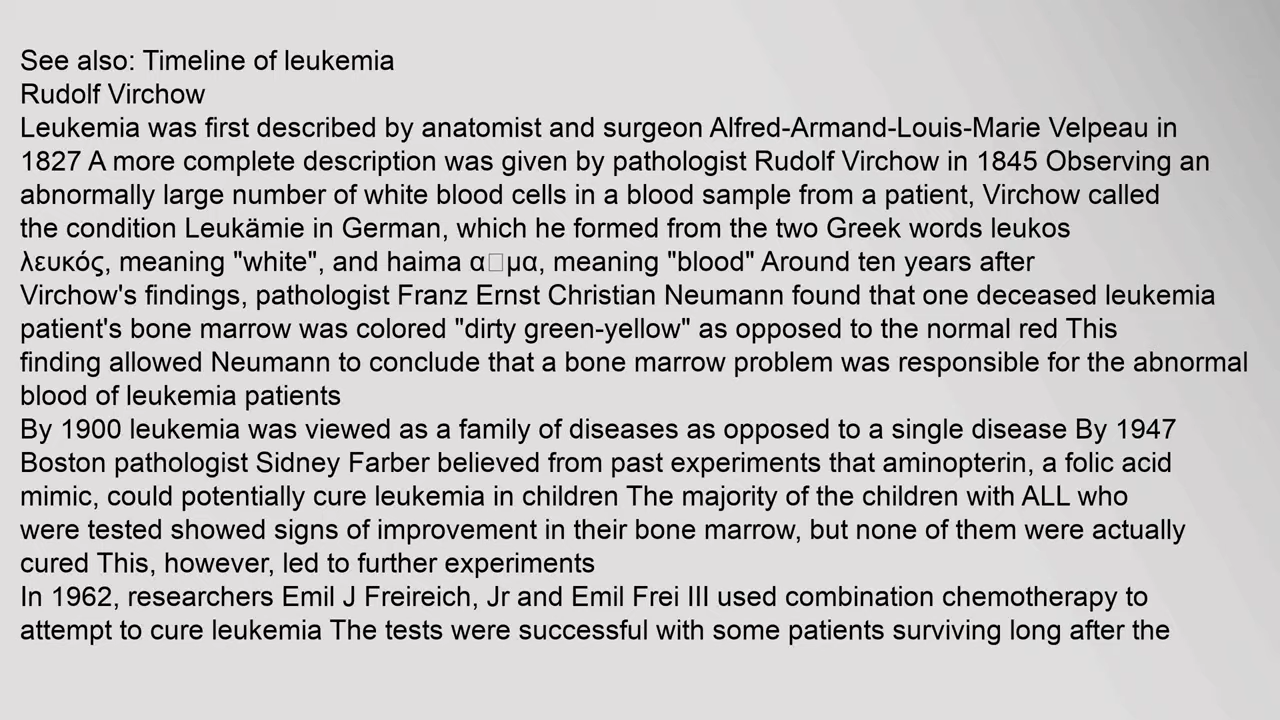 See also: Timeline of leukemia
Rudolf Virchow
Leukemia was first described by anatomist and surgeon Alfred-Armand-Louis-Marie Velpeau in
1827 A more complete description was given by pathologist Rudolf Virchow in 1845 Observing an
abnormally large number of white blood cells in a blood sample from a patient, Virchow called
the condition Leukämie in German, which he formed from the two Greek words leukos
λευκός, meaning "white", and haima α□μα, meaning "blood" Around ten years after
Virchow's findings, pathologist Franz Ernst Christian Neumann found that one deceased leukemia
patient's bone marrow was colored "dirty green-yellow" as opposed to the normal red This
finding allowed Neumann to conclude that a bone marrow problem was responsible for the abnormal
blood of leukemia patients
By 1900 leukemia was viewed as a family of diseases as opposed to a single disease By 1947
Boston pathologist Sidney Farber believed from past experiments that aminopterin, a folic acid
mimic, could potentially cure leukemia in children The majority of the children with ALL who
were tested showed signs of improvement in their bone marrow, but none of them were actually
cured This, however, led to further experiments
In 1962, researchers Emil J Freireich, Jr and Emil Frei III used combination chemotherapy to
attempt to cure leukemia The tests were successful with some patients surviving long after the